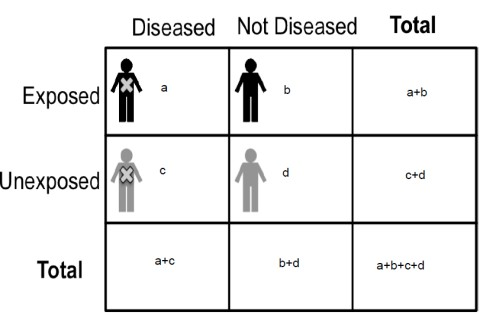 Diseased Not Diseased Total
Exposed a b a+b
Unexposed c d c+d
Total a+c b+d a+b+c+d